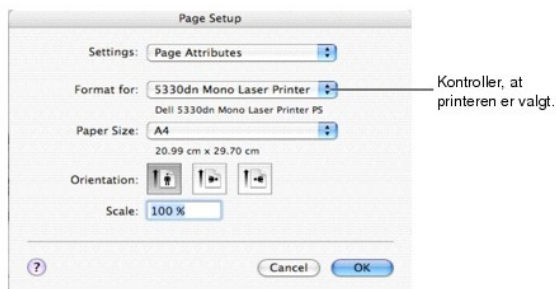 Page Setup
Settings: Page Attributes
Format for: 5330dn Mono Laser Printer
Dell 5330dn Mono Laser Printer PS
Kontroller, at
printeren er valgt.
Paper Size: A4
20.99 cm x 29.70 cm
Orientation:
Scale: 100 %
? Cancel OK